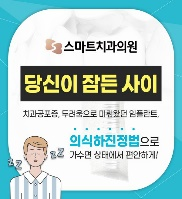 스마트치과의원
당신이 잠든 사이
치과공포증, 두려움으로 미뤄왔던 임플란트,
의식하진정법으로
가수면 상태에서 편안하게!
z
z
z
z